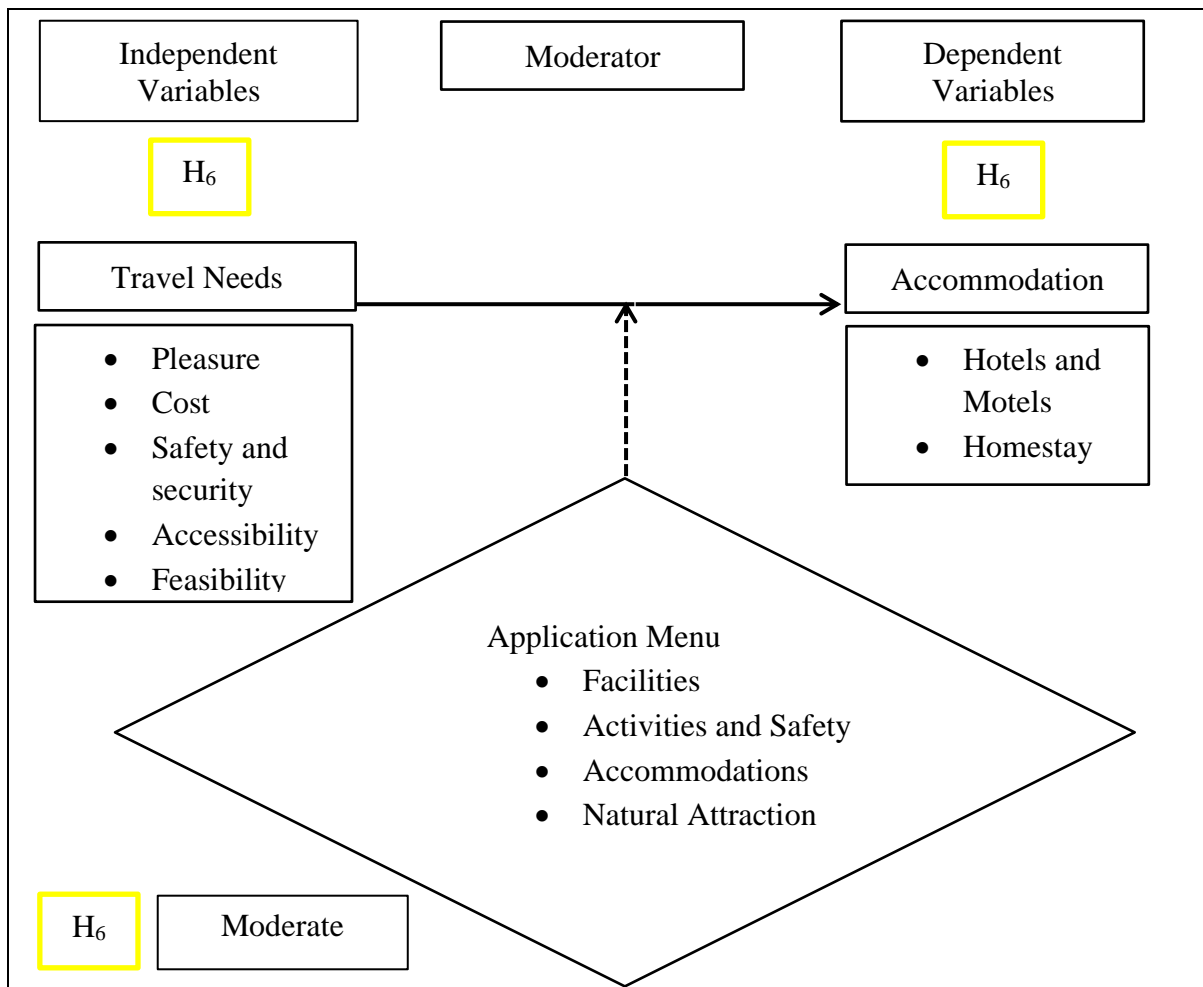 Independent
Variables
Moderator
Dependent
Variables
H₆
H₆
Travel Needs
Accommodation
• Pleasure
• Cost
• Safety and
security
• Accessibility
• Feasibility
• Hotels and
Motels
• Homestay
Application Menu
• Facilities
• Activities and Safety
• Accommodations
• Natural Attraction
H₆
Moderate